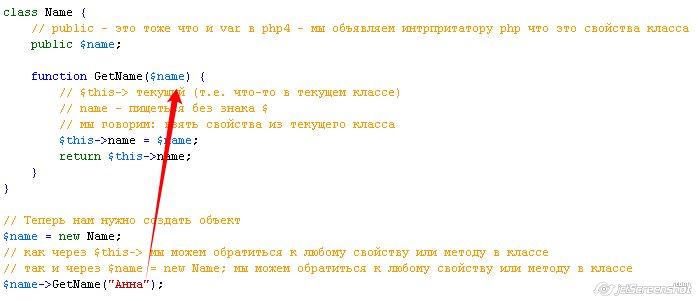 class Name {
// public - это тоже что и var в php4 - мы объявляем интрпритатору php что это свойства класса
public $name;
function GetName($name) {
// $this-> текущий (т.е. что-то в текущем классе)
// name - пищеться без знака $
// мы говорим: взять свойства из текущего класса
$this->name = $name;
return $this->name;
}
}
// Теперь нам нужно создать объект
$name = new Name;
// как через $this-> мы можем обратиться к любому свойству или методу в классе
// так и через $name = new Name; мы можем обратиться к любому свойству или методу в классе
$name->GetName("Анна");
jetScreenshot